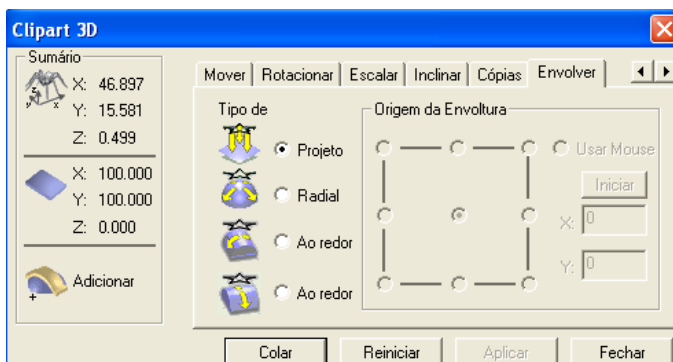 Clipart 3D
Sumário
X: 46.897
Y: 15.581
Z: 0.499
X: 100.000
Y: 100.000
Z: 0.000
Adicionar
Mover Rotacionar Escalar Inclinar Cópias Envolver
Tipo de
Projeto
Radial
Ao redor
Ao redor
Origem da Envoltura
Usar Mouse
Iniciar
X: 0
Y: 0
Colar Reiniciar Aplicar Fechar